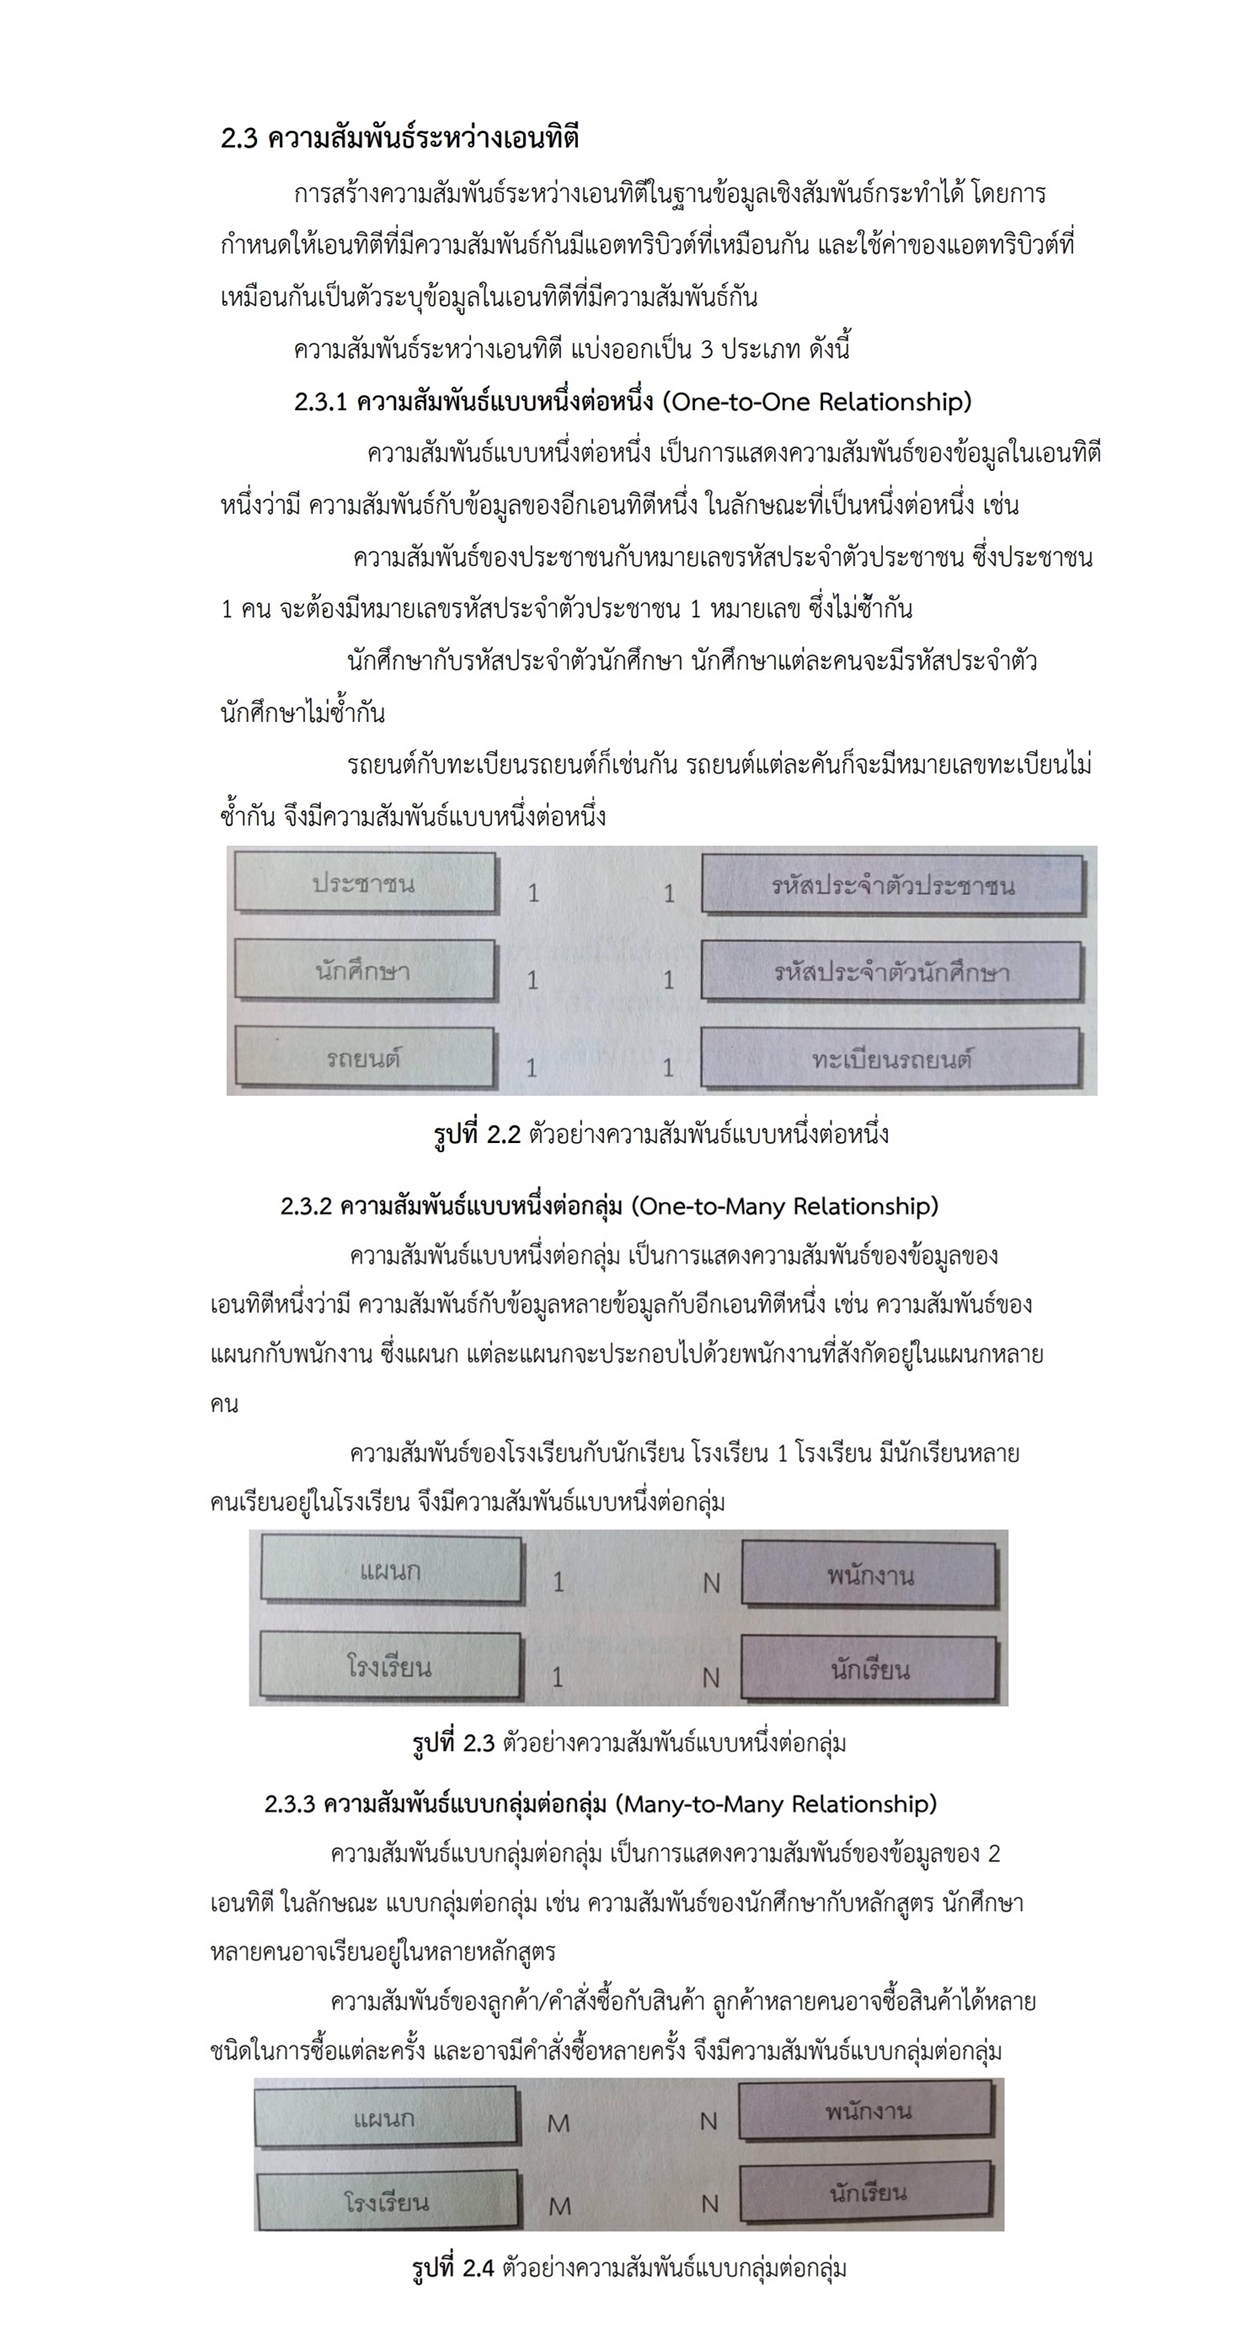 2.3 ความสัมพันธ์ระหว่างเอนทิตี
การสร้างความสัมพันธ์ระหว่างเอนทิตีในฐานข้อมูลเชิงสัมพันธ์กระทำได้ โดยการ
กำหนดให้เอนทิตีที่มีความสัมพันธ์กันมีแอตทริบิวต์ที่เหมือนกัน และใช้ค่าของแอตทริบิวต์ที่
เหมือนกันเป็นตัวระบุข้อมูลในเอนทิตีที่มีความสัมพันธ์กัน
ความสัมพันธ์ระหว่างเอนทิตี แบ่งออกเป็น 3 ประเภท ดังนี้
2.3.1 ความสัมพันธ์แบบหนึ่งต่อหนึ่ง (One-to-One Relationship)
ความสัมพันธ์แบบหนึ่งต่อหนึ่ง เป็นการแสดงความสัมพันธ์ของข้อมูลในเอนทิตี
หนึ่งว่ามี ความสัมพันธ์กับข้อมูลของอีกเอนทิตีหนึ่ง ในลักษณะที่เป็นหนึ่งต่อหนึ่ง เช่น
ความสัมพันธ์ของประชาชนกับหมายเลขรหัสประจำตัวประชาชน ซึ่งประชาชน
1 คน จะต้องมีหมายเลขรหัสประจำตัวประชาชน 1 หมายเลข ซึ่งไม่ซ้ำกัน
นักศึกษากับรหัสประจำตัวนักศึกษา นักศึกษาแต่ละคนจะมีรหัสประจำตัว
นักศึกษาไม่ซ้ำกัน
รถยนต์กับทะเบียนรถยนต์ก็เช่นกัน รถยนต์แต่ละคันก็จะมีหมายเลขทะเบียนไม่
ซ้ำกัน จึงมีความสัมพันธ์แบบหนึ่งต่อหนึ่ง
ประชาชน 1 1 รหัสประจำตัวประชาชน
นักศึกษา 1 1 รหัสประจำตัวนักศึกษา
รถยนต์ 1 1 ทะเบียนรถยนต์
รูปที่ 2.2 ตัวอย่างความสัมพันธ์แบบหนึ่งต่อหนึ่ง
2.3.2 ความสัมพันธ์แบบหนึ่งต่อกลุ่ม (One-to-Many Relationship)
ความสัมพันธ์แบบหนึ่งต่อกลุ่ม เป็นการแสดงความสัมพันธ์ของข้อมูลของ
เอนทิตีหนึ่งว่ามี ความสัมพันธ์กับข้อมูลหลายข้อมูลกับอีกเอนทิตีหนึ่ง เช่น ความสัมพันธ์ของ
แผนกกับพนักงาน ซึ่งแผนก แต่ละแผนกจะประกอบไปด้วยพนักงานที่สังกัดอยู่ในแผนกหลาย
คน
ความสัมพันธ์ของโรงเรียนกับนักเรียน โรงเรียน 1 โรงเรียน มีนักเรียนหลาย
คนเรียนอยู่ในโรงเรียน จึงมีความสัมพันธ์แบบหนึ่งต่อกลุ่ม
แผนก 1 N พนักงาน
โรงเรียน 1 N นักเรียน
รูปที่ 2.3 ตัวอย่างความสัมพันธ์แบบหนึ่งต่อกลุ่ม
2.3.3 ความสัมพันธ์แบบกลุ่มต่อกลุ่ม (Many-to-Many Relationship)
ความสัมพันธ์แบบกลุ่มต่อกลุ่ม เป็นการแสดงความสัมพันธ์ของข้อมูลของ 2
เอนทิตี ในลักษณะ แบบกลุ่มต่อกลุ่ม เช่น ความสัมพันธ์ของนักศึกษากับหลักสูตร นักศึกษา
หลายคนอาจเรียนอยู่ในหลายหลักสูตร
ความสัมพันธ์ของลูกค้า/คำสั่งซื้อกับสินค้า ลูกค้าหลายคนอาจซื้อสินค้าได้หลาย
ชนิดในการซื้อแต่ละครั้ง และอาจมีคำสั่งซื้อหลายครั้ง จึงมีความสัมพันธ์แบบกลุ่มต่อกลุ่ม
แผนก M N พนักงาน
โรงเรียน M N นักเรียน
รูปที่ 2.4 ตัวอย่างความสัมพันธ์แบบกลุ่มต่อกลุ่ม